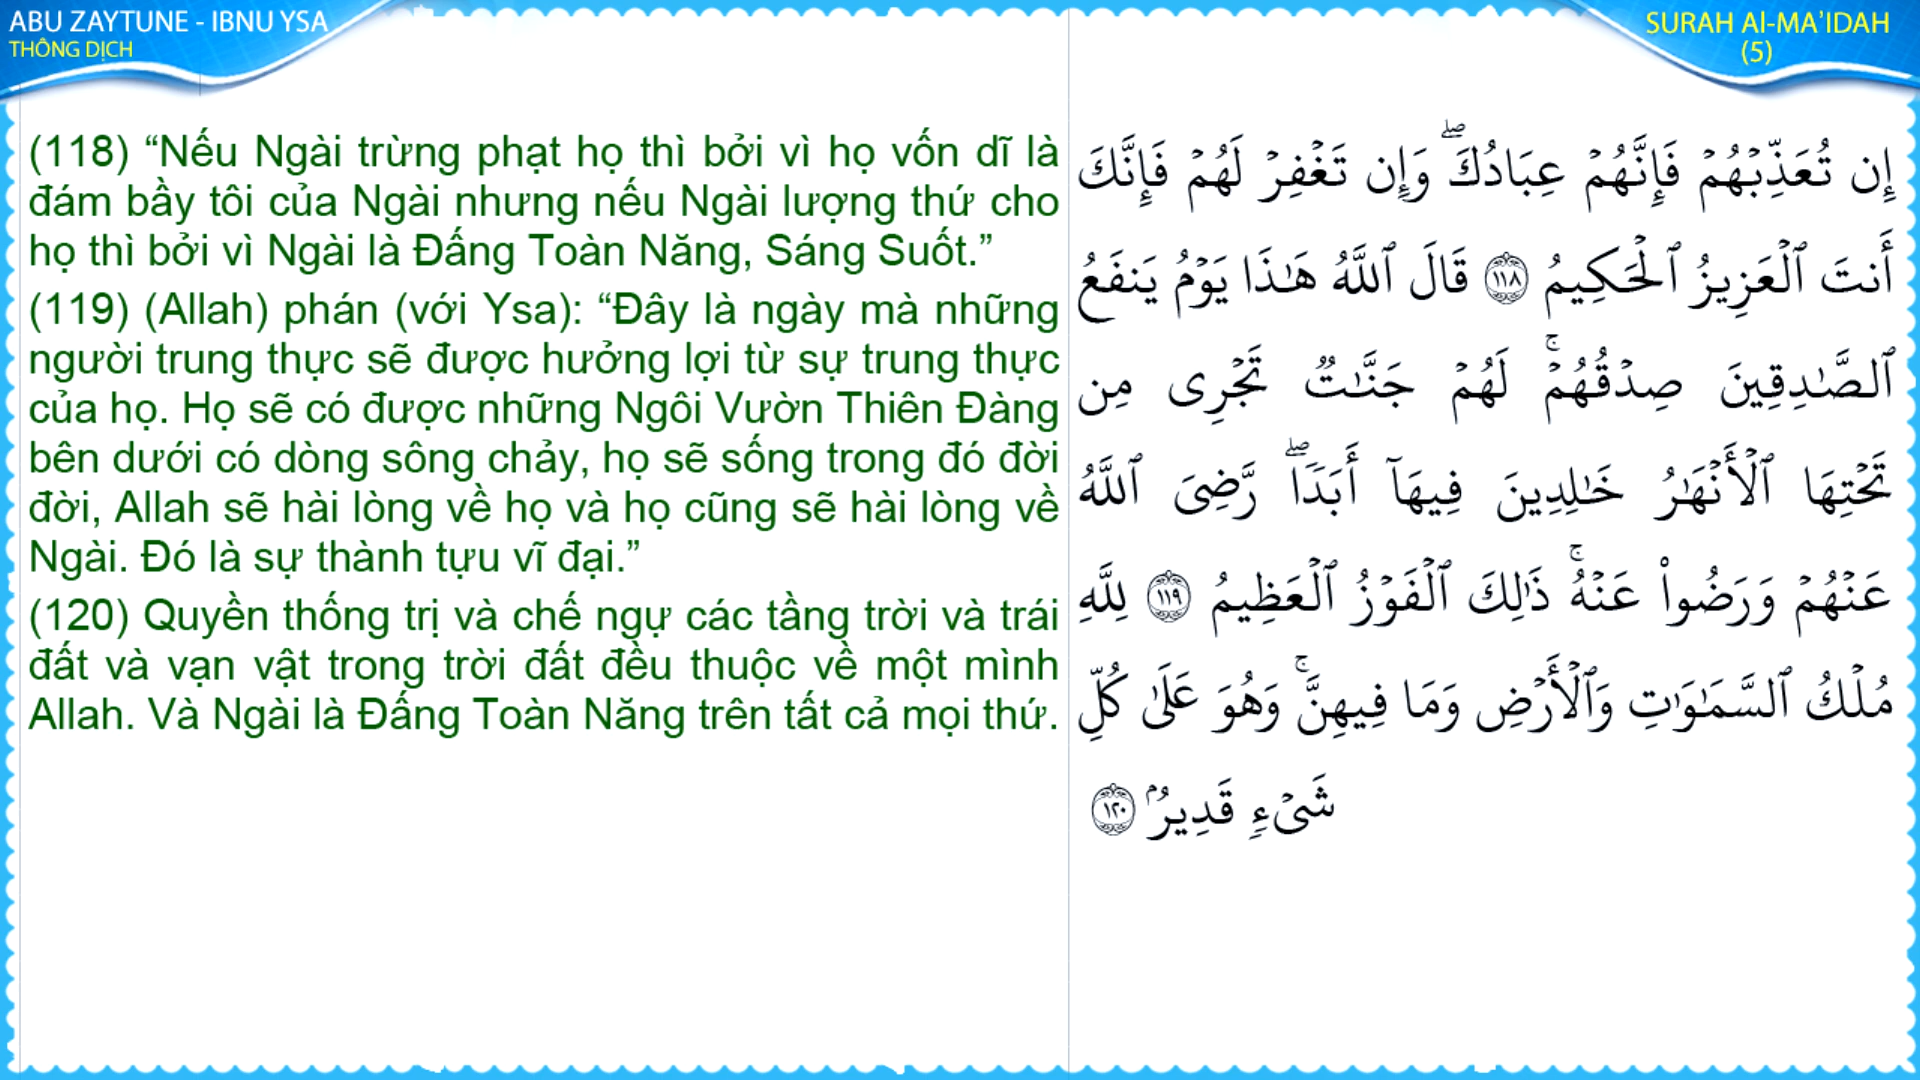 ABU ZAYTUNE - IBNU YSA
THÔNG DỊCH
SURAH Al-MA'IDAH
(5)
(118) “Nếu Ngài trừng phạt họ thì bởi vì họ vốn dĩ là
đám bầy tôi của Ngài nhưng nếu Ngài lượng thứ cho
họ thì bởi vì Ngài là Đấng Toàn Năng, Sáng Suốt.”
(119) (Allah) phán (với Ysa): “Đây là ngày mà những
người trung thực sẽ được hưởng lợi từ sự trung thực
của họ. Họ sẽ có được những Ngôi Vườn Thiên Đàng
bên dưới có dòng sông chảy, họ sẽ sống trong đó đời
đời, Allah sẽ hài lòng về họ và họ cũng sẽ hài lòng về
Ngài. Đó là sự thành tựu vĩ đại.”
(120) Quyền thống trị và chế ngự các tầng trời và trái
đất và vạn vật trong trời đất đều thuộc về một mình
Allah. Và Ngài là Đấng Toàn Năng trên tất cả mọi thứ.
إِن تُعَذِّبۡهُمۡ فَإِنَّهُمۡ عِبَادُكَۖ وَإِن تَغۡفِرۡ لَهُمۡ فَإِنَّكَ
أَنتَ ٱلۡعَزِيزُ ٱلۡحَكِيمُ ١١٨ قَالَ ٱللَّهُ هَٰذَا يَوۡمُ يَنفَعُ
ٱلصَّٰدِقِينَ صِدۡقُهُمۡۚ لَهُمۡ جَنَّٰتٞ تَجۡرِي مِن
تَحۡتِهَا ٱلۡأَنۡهَٰرُ خَٰلِدِينَ فِيهَآ أَبَدٗاۖ رَّضِيَ ٱللَّهُ
عَنۡهُمۡ وَرَضُواْ عَنۡهُۚ ذَٰلِكَ ٱلۡفَوۡزُ ٱلۡعَظِيمُ ١١٩ لِلَّهِ
مُلۡكُ ٱلسَّمَٰوَٰتِ وَٱلۡأَرۡضِ وَمَا فِيهِنَّۚ وَهُوَ عَلَىٰ كُلِّ
شَيۡءٖ قَدِيرُۢ ١٢٠